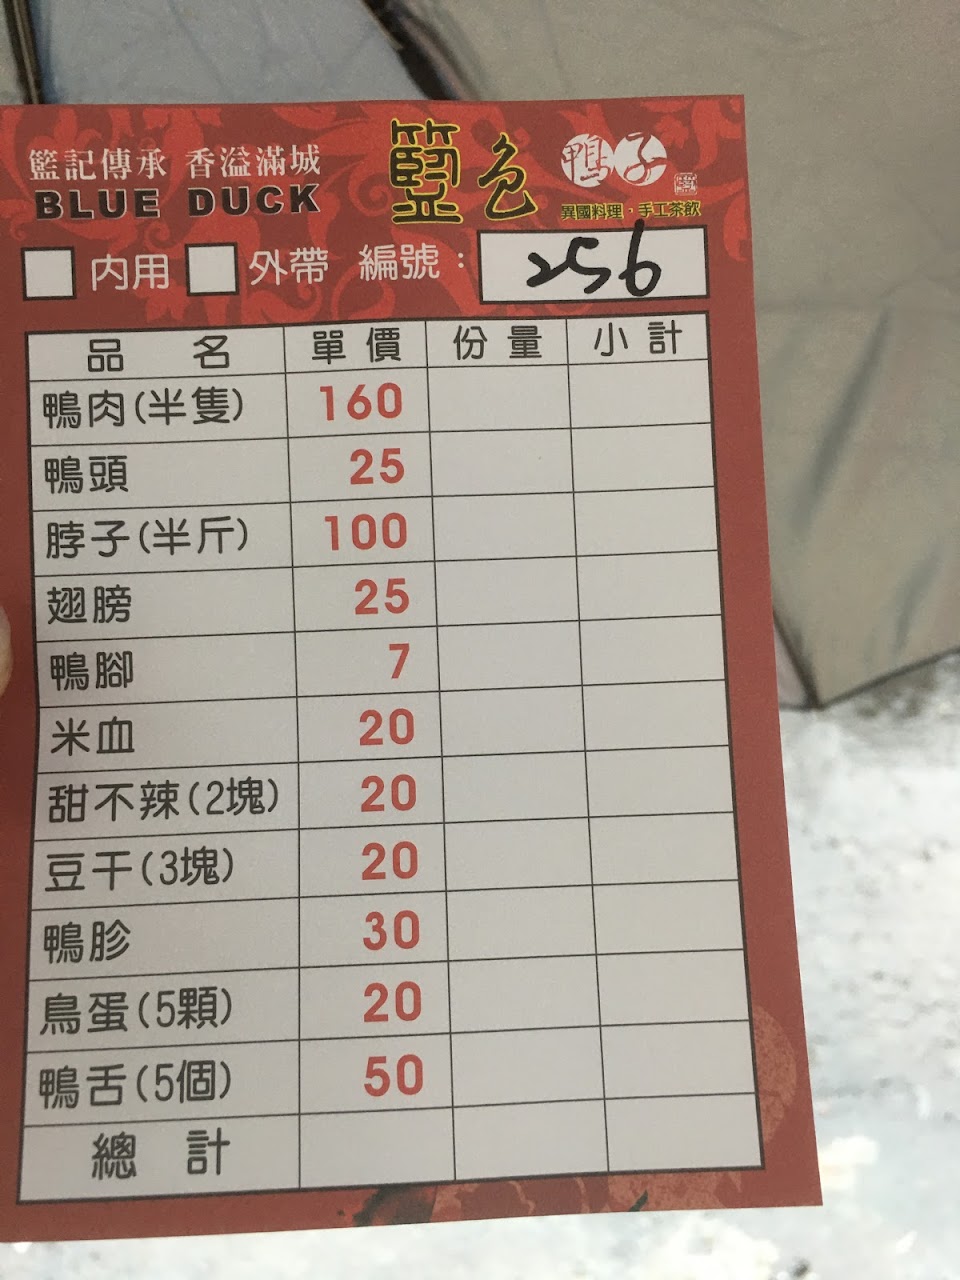 籃記傳承 香溢滿城
BLUE DUCK
籃色
鴨子
異國料理·手工茶飲
內用 外帶 編號：256
品名 單價 份量 小計
鴨肉(半隻) 160
鴨頭 25
脖子(半斤) 100
翅膀 25
鴨腳 7
米血 20
甜不辣(2塊) 20
豆干(3塊) 20
鴨胗 30
鳥蛋(5顆) 20
鴨舌(5個) 50
總計